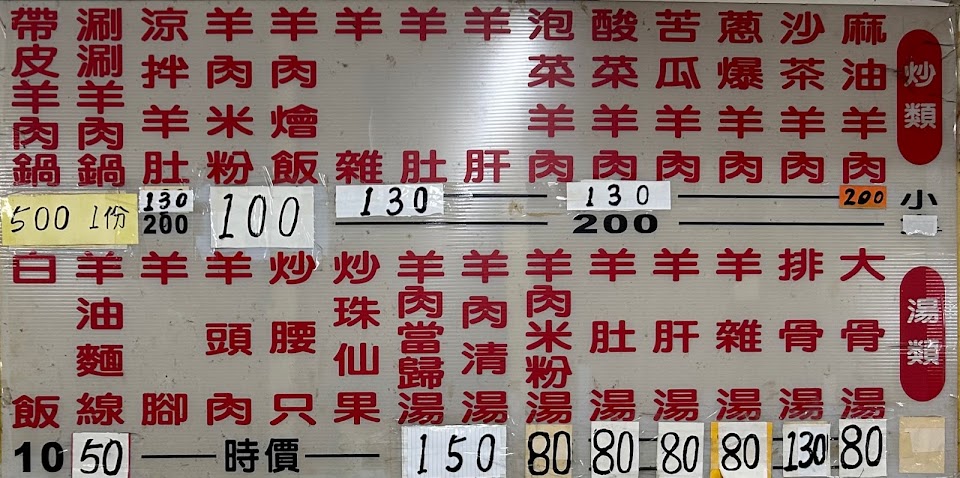 炒類
麻油羊肉
沙茶羊肉
蔥爆羊肉
苦瓜羊肉
酸菜羊肉
泡菜羊肉
羊肝
羊肚
羊雜
羊肉燴飯
羊肉米粉
涼拌羊肚
涮涮羊肉鍋
帶皮羊肉鍋
小
200
130
130
200
100
130
200
500 1份
湯類
大骨湯
80
排骨湯
130
羊雜湯
80
羊肝湯
80
羊肚湯
80
羊肉米粉湯
80
羊肉清湯
羊肉當歸湯
150
炒珠仙果
炒腰只
羊頭肉
羊腳
時價
羊油麵線
50
白飯
10